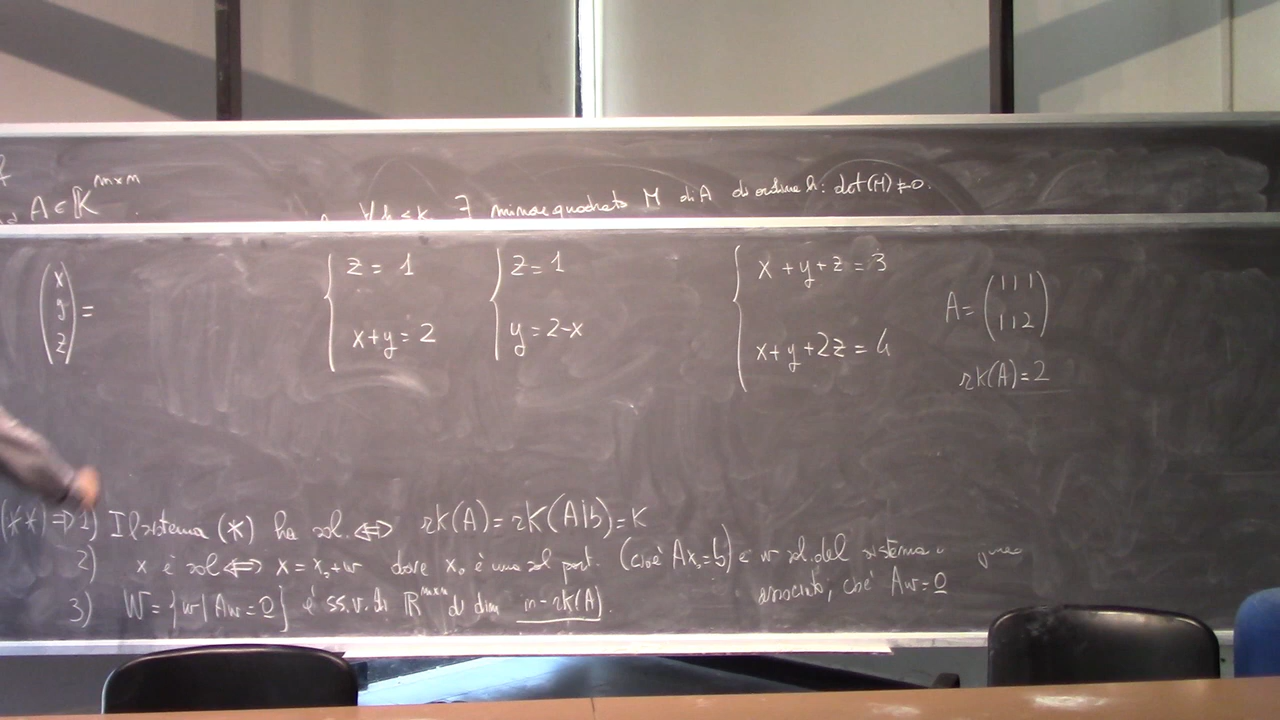 A ∈ K^{m×n}
∀h ≤ k ∃ minore quadrato M di A di ordine h: det(M) ≠ 0.
(x y z) =
{ z = 1
x+y = 2
{ z = 1
y = 2-x
{ x+y+z = 3
x+y+2z = 4
A = (1 1 1
1 1 2)
rk(A)=2
(**) ⇒ 1) Il sistema (*) ha sol. ⇔ rk(A) = rk(A|b) = K
2) x è sol ⇔ x = x₀+w dove x₀ è una sol part. (cioè Ax₀=b) e w sol. del sistema
associato, cioè Aw=0
3) W = {w | Aw=0} è ss.v. di R^{m×n} di dim n-rk(A).